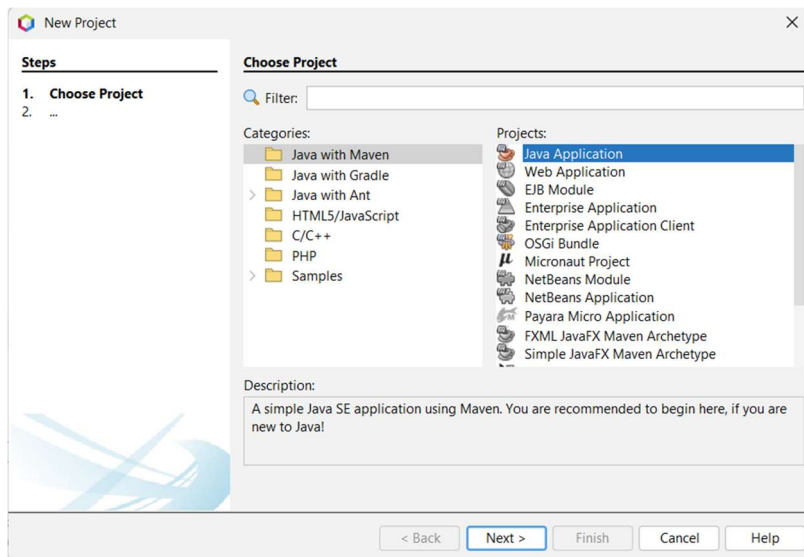 New Project
Steps
1. Choose Project
2. ...
Choose Project
Filter:
Categories:
Java with Maven
Java with Gradle
Java with Ant
HTML5/JavaScript
C/C++
PHP
Samples
Projects:
Java Application
Web Application
EJB Module
Enterprise Application
Enterprise Application Client
OSGi Bundle
Micronaut Project
NetBeans Module
NetBeans Application
Payara Micro Application
FXML JavaFX Maven Archetype
Simple JavaFX Maven Archetype
Description:
A simple Java SE application using Maven. You are recommended to begin here, if you are
new to Java!
< Back
Next >
Finish
Cancel
Help